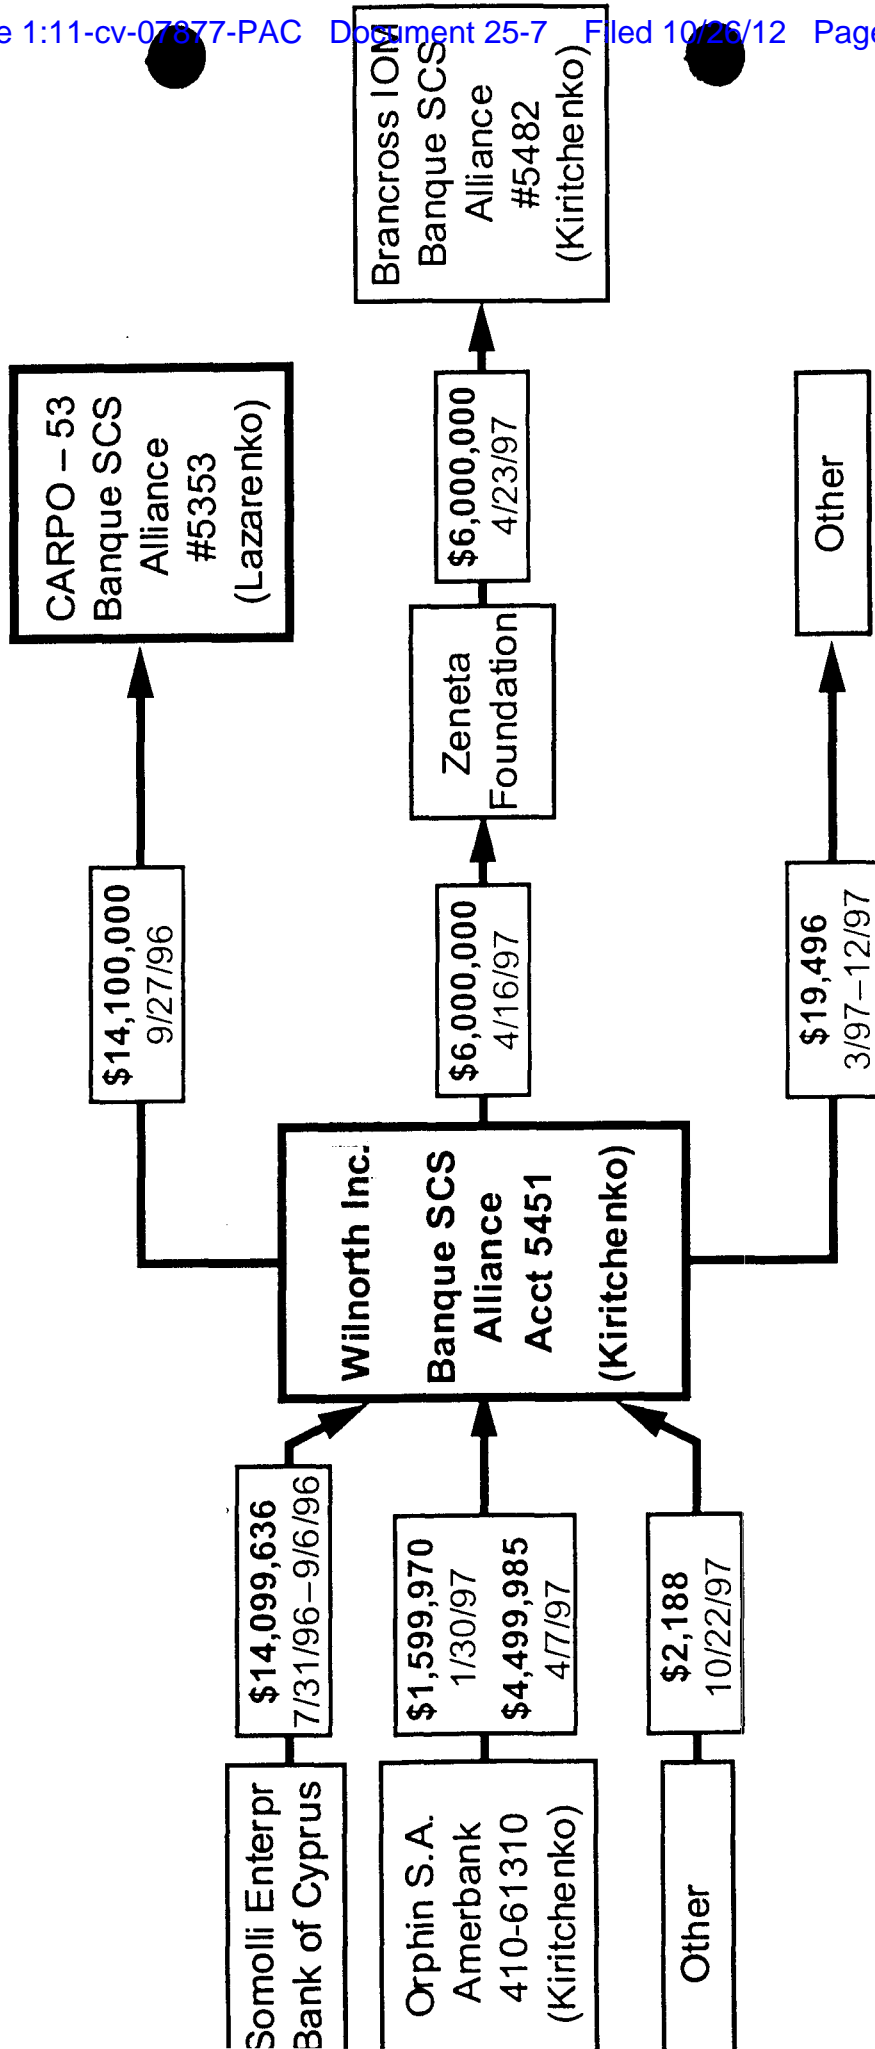 e 1:11-cv-07877-PAC Document 25-7 Filed 10/26/12 Page
Somolli Enterpr
Bank of Cyprus
$14,099,636
7/31/96–9/6/96
Orphin S.A.
Amerbank
410-61310
(Kiritchenko)
$1,599,970
1/30/97
$4,499,985
4/7/97
Other
$2,188
10/22/97
Wilnorth Inc.
Banque SCS
Alliance
Acct 5451
(Kiritchenko)
$14,100,000
9/27/96
CARPO – 53
Banque SCS
Alliance
#5353
(Lazarenko)
$6,000,000
4/16/97
Zeneta
Foundation
$6,000,000
4/23/97
Brancross IOM
Banque SCS
Alliance
#5482
(Kiritchenko)
$19,496
3/97–12/97
Other